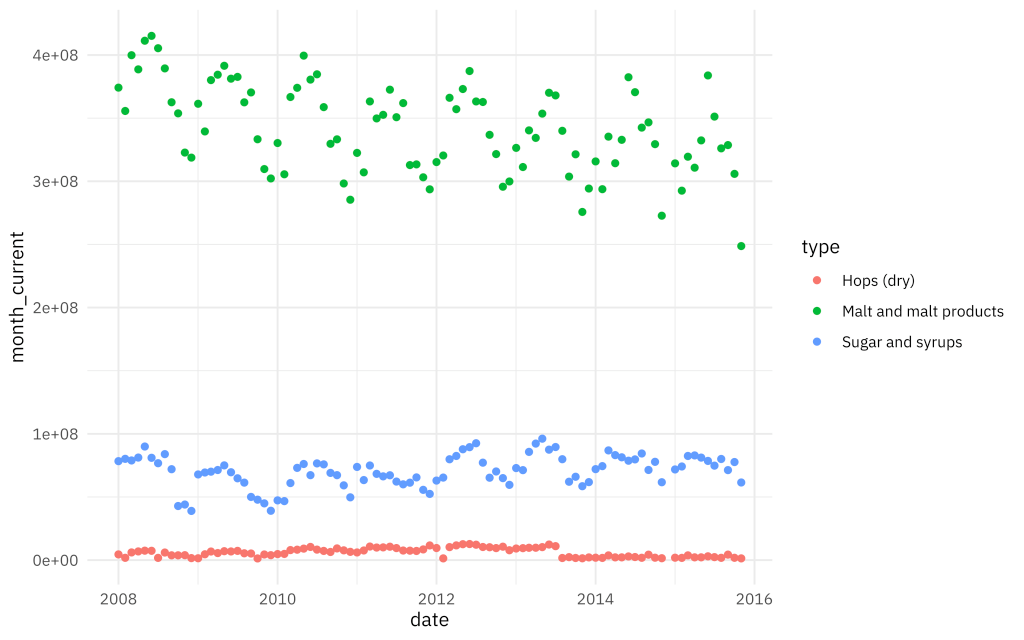 4e+08
3e+08
2e+08
1e+08
0e+00
month_current
2008
2010
2012
2014
2016
date
type
Hops (dry)
Malt and malt products
Sugar and syrups